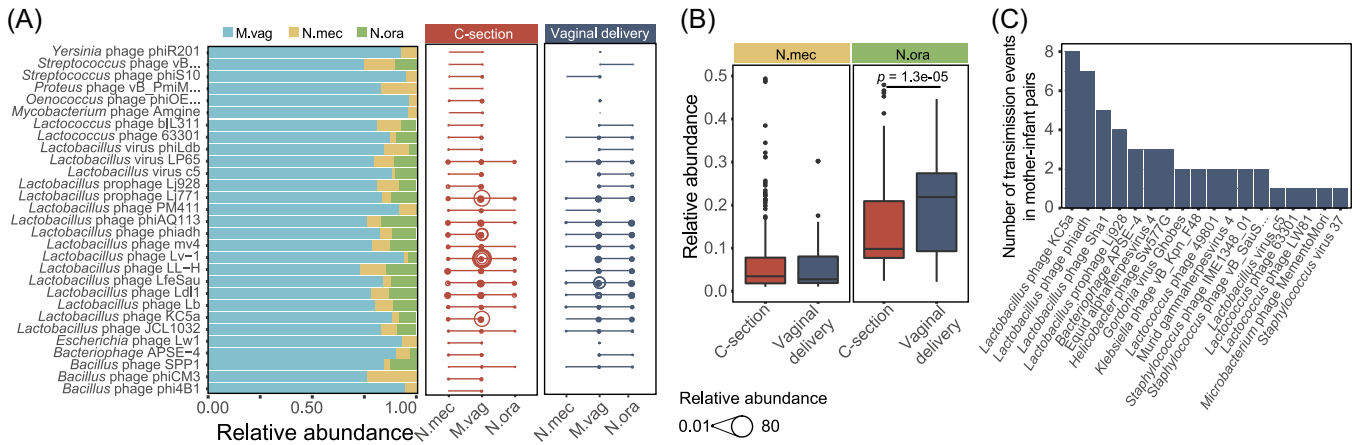 (A)
M.vag
N.mec
N.ora
C-section
Vaginal delivery
Yersinia phage phiR201
Streptococcus phage vB...
Streptococcus phage phiS10
Proteus phage vB_PmiM...
Oenococcus phage phiOE...
Mycobacterium phage Amgine
Lactococcus phage bIL311
Lactococcus phage 63301
Lactobacillus virus phiLdb
Lactobacillus virus LP65
Lactobacillus virus c5
Lactobacillus prophage Lj928
Lactobacillus prophage Lj771
Lactobacillus phage PM411
Lactobacillus phage phiAQ113
Lactobacillus phage phiadh
Lactobacillus phage mv4
Lactobacillus phage Lv−1
Lactobacillus phage LL−H
Lactobacillus phage LfeSau
Lactobacillus phage Ldl1
Lactobacillus phage Lb
Lactobacillus phage KC5a
Lactobacillus phage JCL1032
Escherichia phage Lw1
Bacteriophage APSE−4
Bacillus phage SPP1
Bacillus phage phiCM3
Bacillus phage phi4B1
0.00
0.50
1.00
Relative abundance
N.mec
M.vag
N.ora
N.mec
M.vag
N.ora
(B)
N.mec
N.ora
p = 1.3e-05
Relative abundance
0.5
0.4
0.3
0.2
0.1
0.0
C-section
Vaginal
delivery
C-section
Vaginal
delivery
Relative abundance
0.01
80
(C)
Number of transimission events
in mother-infant pairs
8
6
4
2
0
Lactobacillus phage KC5a
Lactobacillus phage phiadh
Lactobacillus phage Sha1
Lactobacillus prophage Lj928
Bacteriophage APSE−4
Equid alphaherpesvirus 4
Helicobacter phage Pt5771G
Gordonia virus GMA6
Klebsiella phage vB_Kpn_F48
Lactococcus phage 49801
Murid gammaherpesvirus 4
Staphylococcus phage IME1348_01
Staphylococcus phage vB_SauS...
Lactobacillus virus c5
Lactococcus phage 63301
Lactococcus phage LW81
Microbacterium phage MementoMori
Staphylococcus virus 37